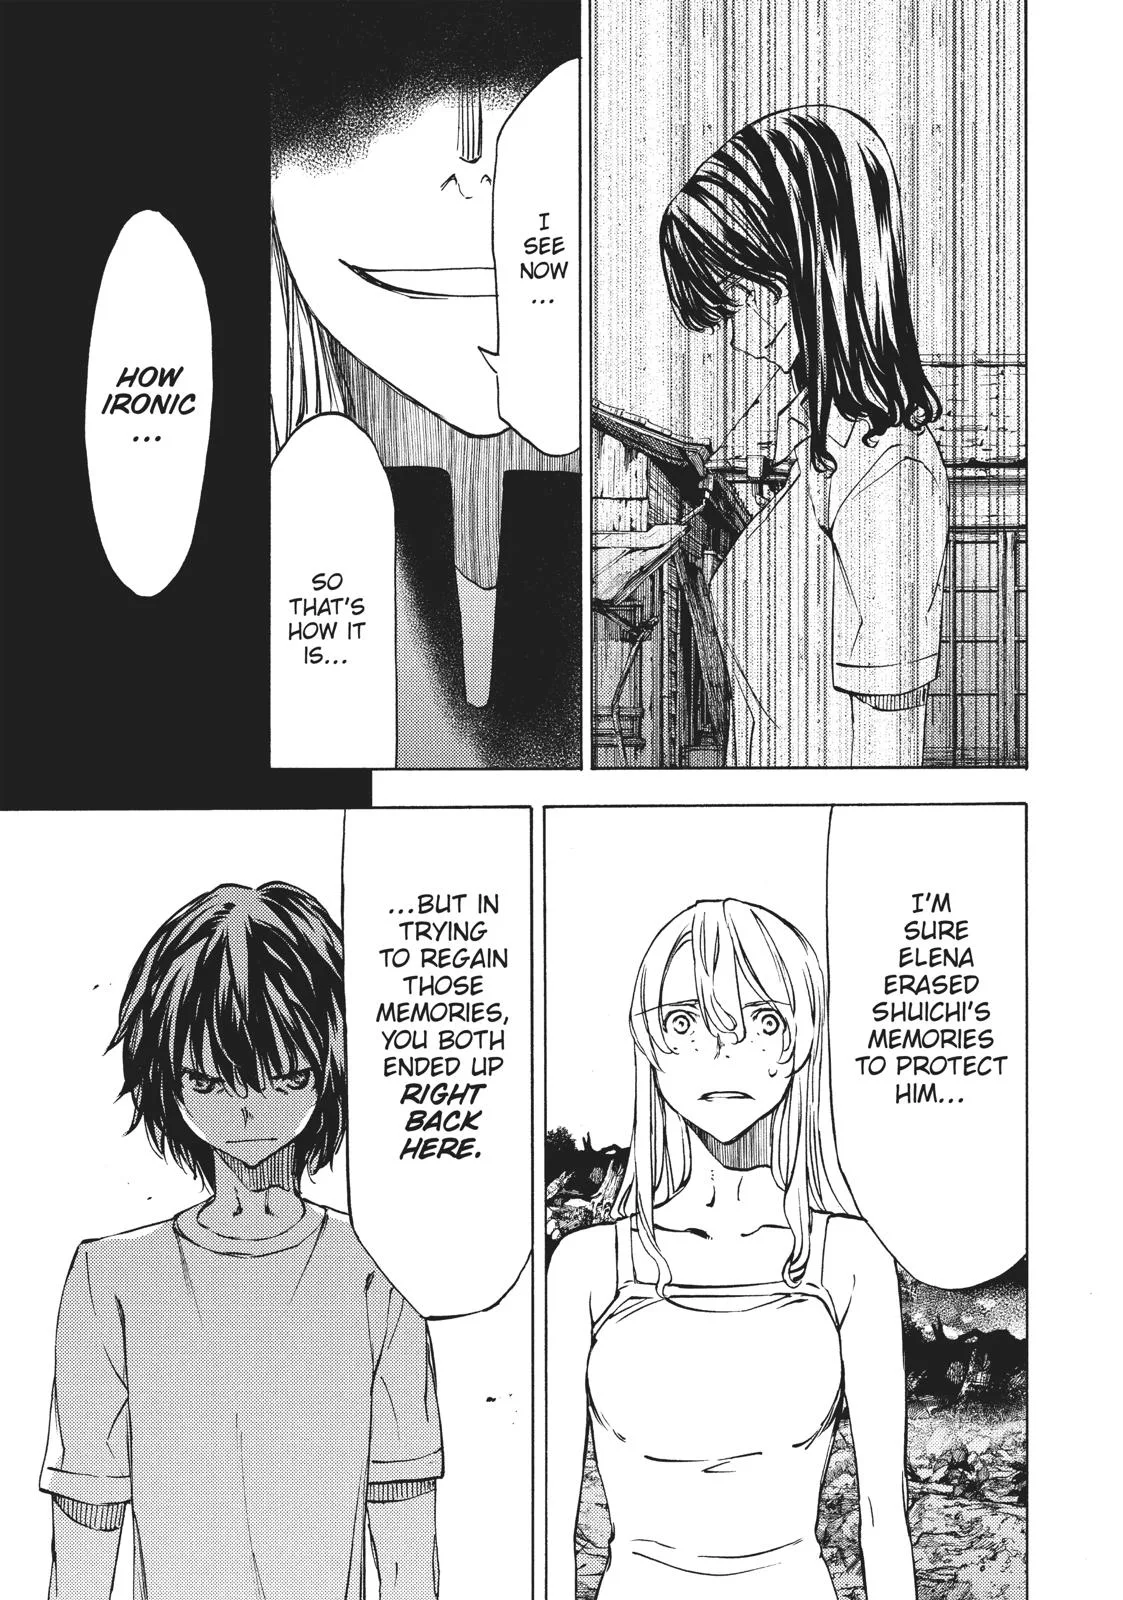 I
SEE
NOW
...
SO
THAT'S
HOW IT
IS...
HOW
IRONIC
...
I'M
SURE
ELENA
ERASED
SHUICHI'S
MEMORIES
TO PROTECT
HIM...
...BUT IN
TRYING
TO REGAIN
THOSE
MEMORIES,
YOU BOTH
ENDED UP
RIGHT
BACK
HERE.